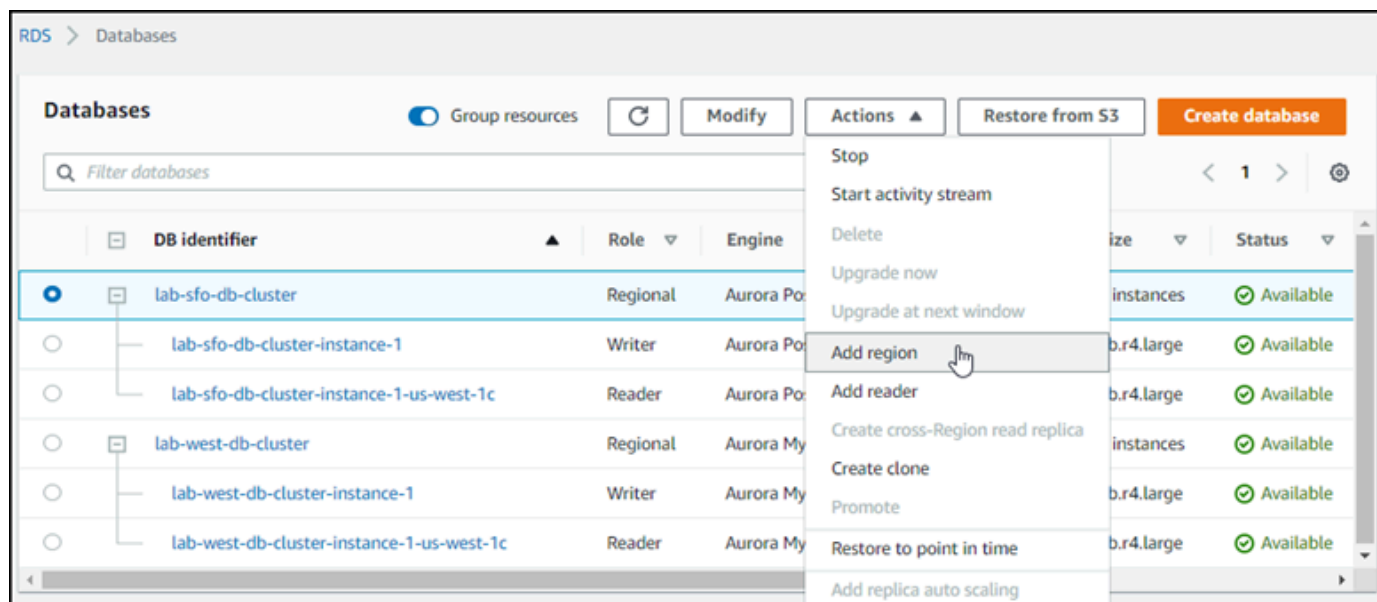 RDS > Databases
Databases Group resources Modify Actions ▲ Restore from S3 Create database
Filter databases < 1 >
Stop
Start activity stream
Delete
Upgrade now
Upgrade at next window
Add region
Add reader
Create cross-Region read replica
Create clone
Promote
Restore to point in time
Add replica auto scaling
DB identifier ▲ Role Engine ize Status
lab-sfo-db-cluster Regional Aurora Po instances Available
lab-sfo-db-cluster-instance-1 Writer Aurora Po b.r4.large Available
lab-sfo-db-cluster-instance-1-us-west-1c Reader Aurora Po b.r4.large Available
lab-west-db-cluster Regional Aurora My instances Available
lab-west-db-cluster-instance-1 Writer Aurora My b.r4.large Available
lab-west-db-cluster-instance-1-us-west-1c Reader Aurora My b.r4.large Available